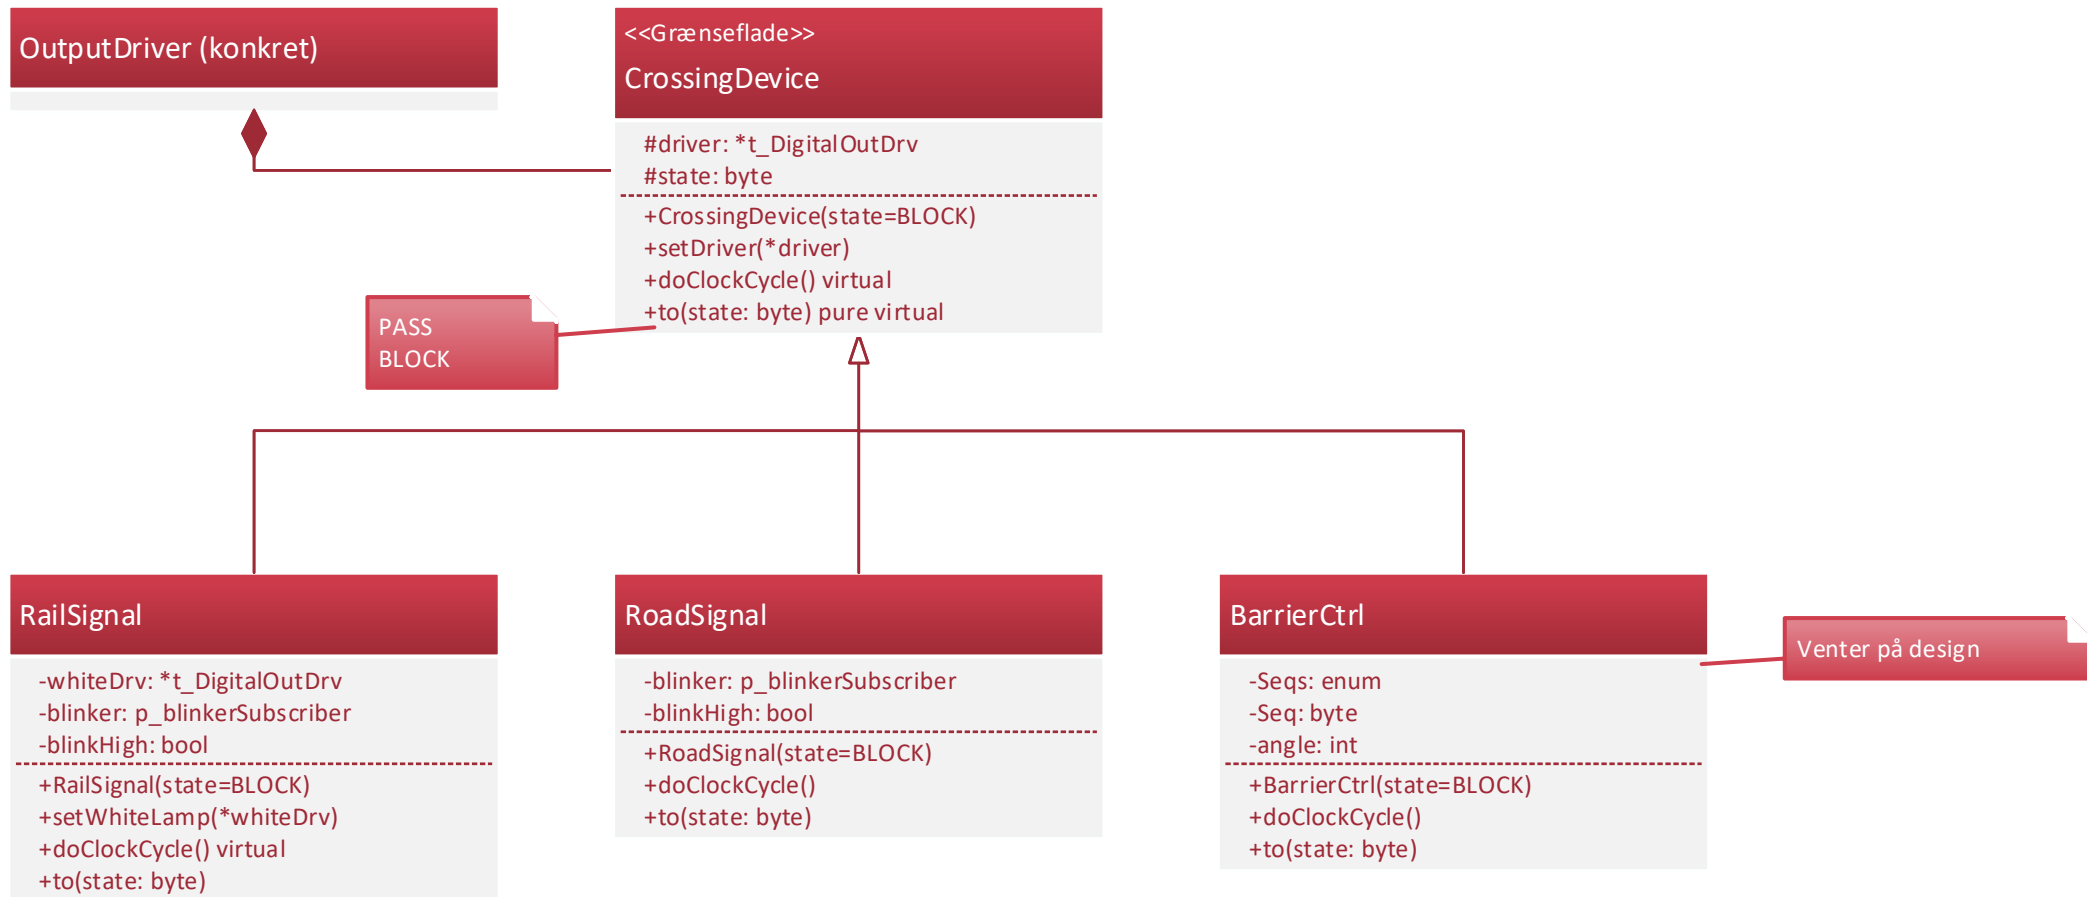 OutputDriver (konkret)
<<Grænseflade>>
CrossingDevice
#driver: *t_DigitalOutDrv
#state: byte
+CrossingDevice(state=BLOCK)
+setDriver(*driver)
+doClockCycle() virtual
+to(state: byte) pure virtual
PASS
BLOCK
RailSignal
-whiteDrv: *t_DigitalOutDrv
-blinker: p_blinkerSubscriber
-blinkHigh: bool
+RailSignal(state=BLOCK)
+setWhiteLamp(*whiteDrv)
+doClockCycle() virtual
+to(state: byte)
RoadSignal
-blinker: p_blinkerSubscriber
-blinkHigh: bool
+RoadSignal(state=BLOCK)
+doClockCycle()
+to(state: byte)
BarrierCtrl
-Seqs: enum
-Seq: byte
-angle: int
+BarrierCtrl(state=BLOCK)
+doClockCycle()
+to(state: byte)
Venter på design